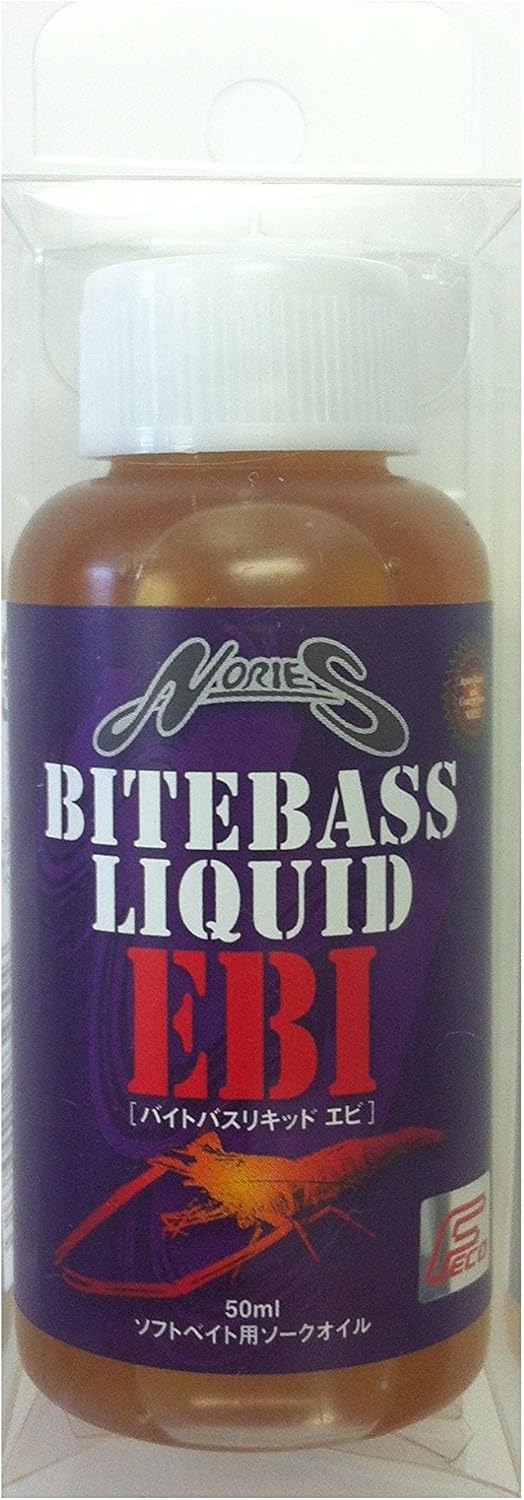 NORIES
BITEBASS
LIQUID
EBI
[バイトバスリキッド エビ]
50ml
ソフトベイト用ソークオイル
FECO